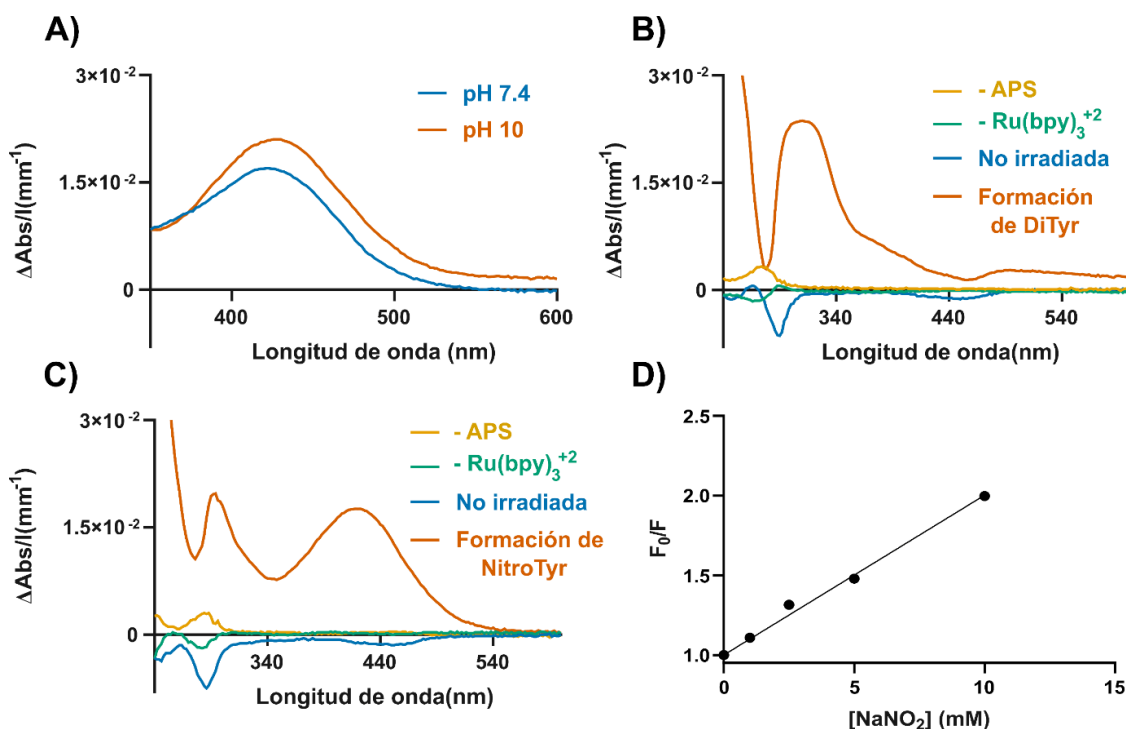 A)
3×10 -2
1.5×10 -2
0
ΔAbs/l(mm-1)
pH 7.4
pH 10
400
500
600
Longitud de onda (nm)
B)
3×10 -2
1.5×10 -2
0
ΔAbs/l(mm-1)
- APS
- Ru(bpy)3+2
No irradiada
Formación
de DiTyr
340
440
540
Longitud de onda(nm)
C)
3×10 -2
1.5×10 -2
0
ΔAbs/l(mm-1)
- APS
- Ru(bpy)3+2
No irradiada
Formación de
NitroTyr
340
440
540
Longitud de onda(nm)
D)
2.5
2.0
1.5
1.0
F0/F
0
5
10
15
[NaNO2] (mM)